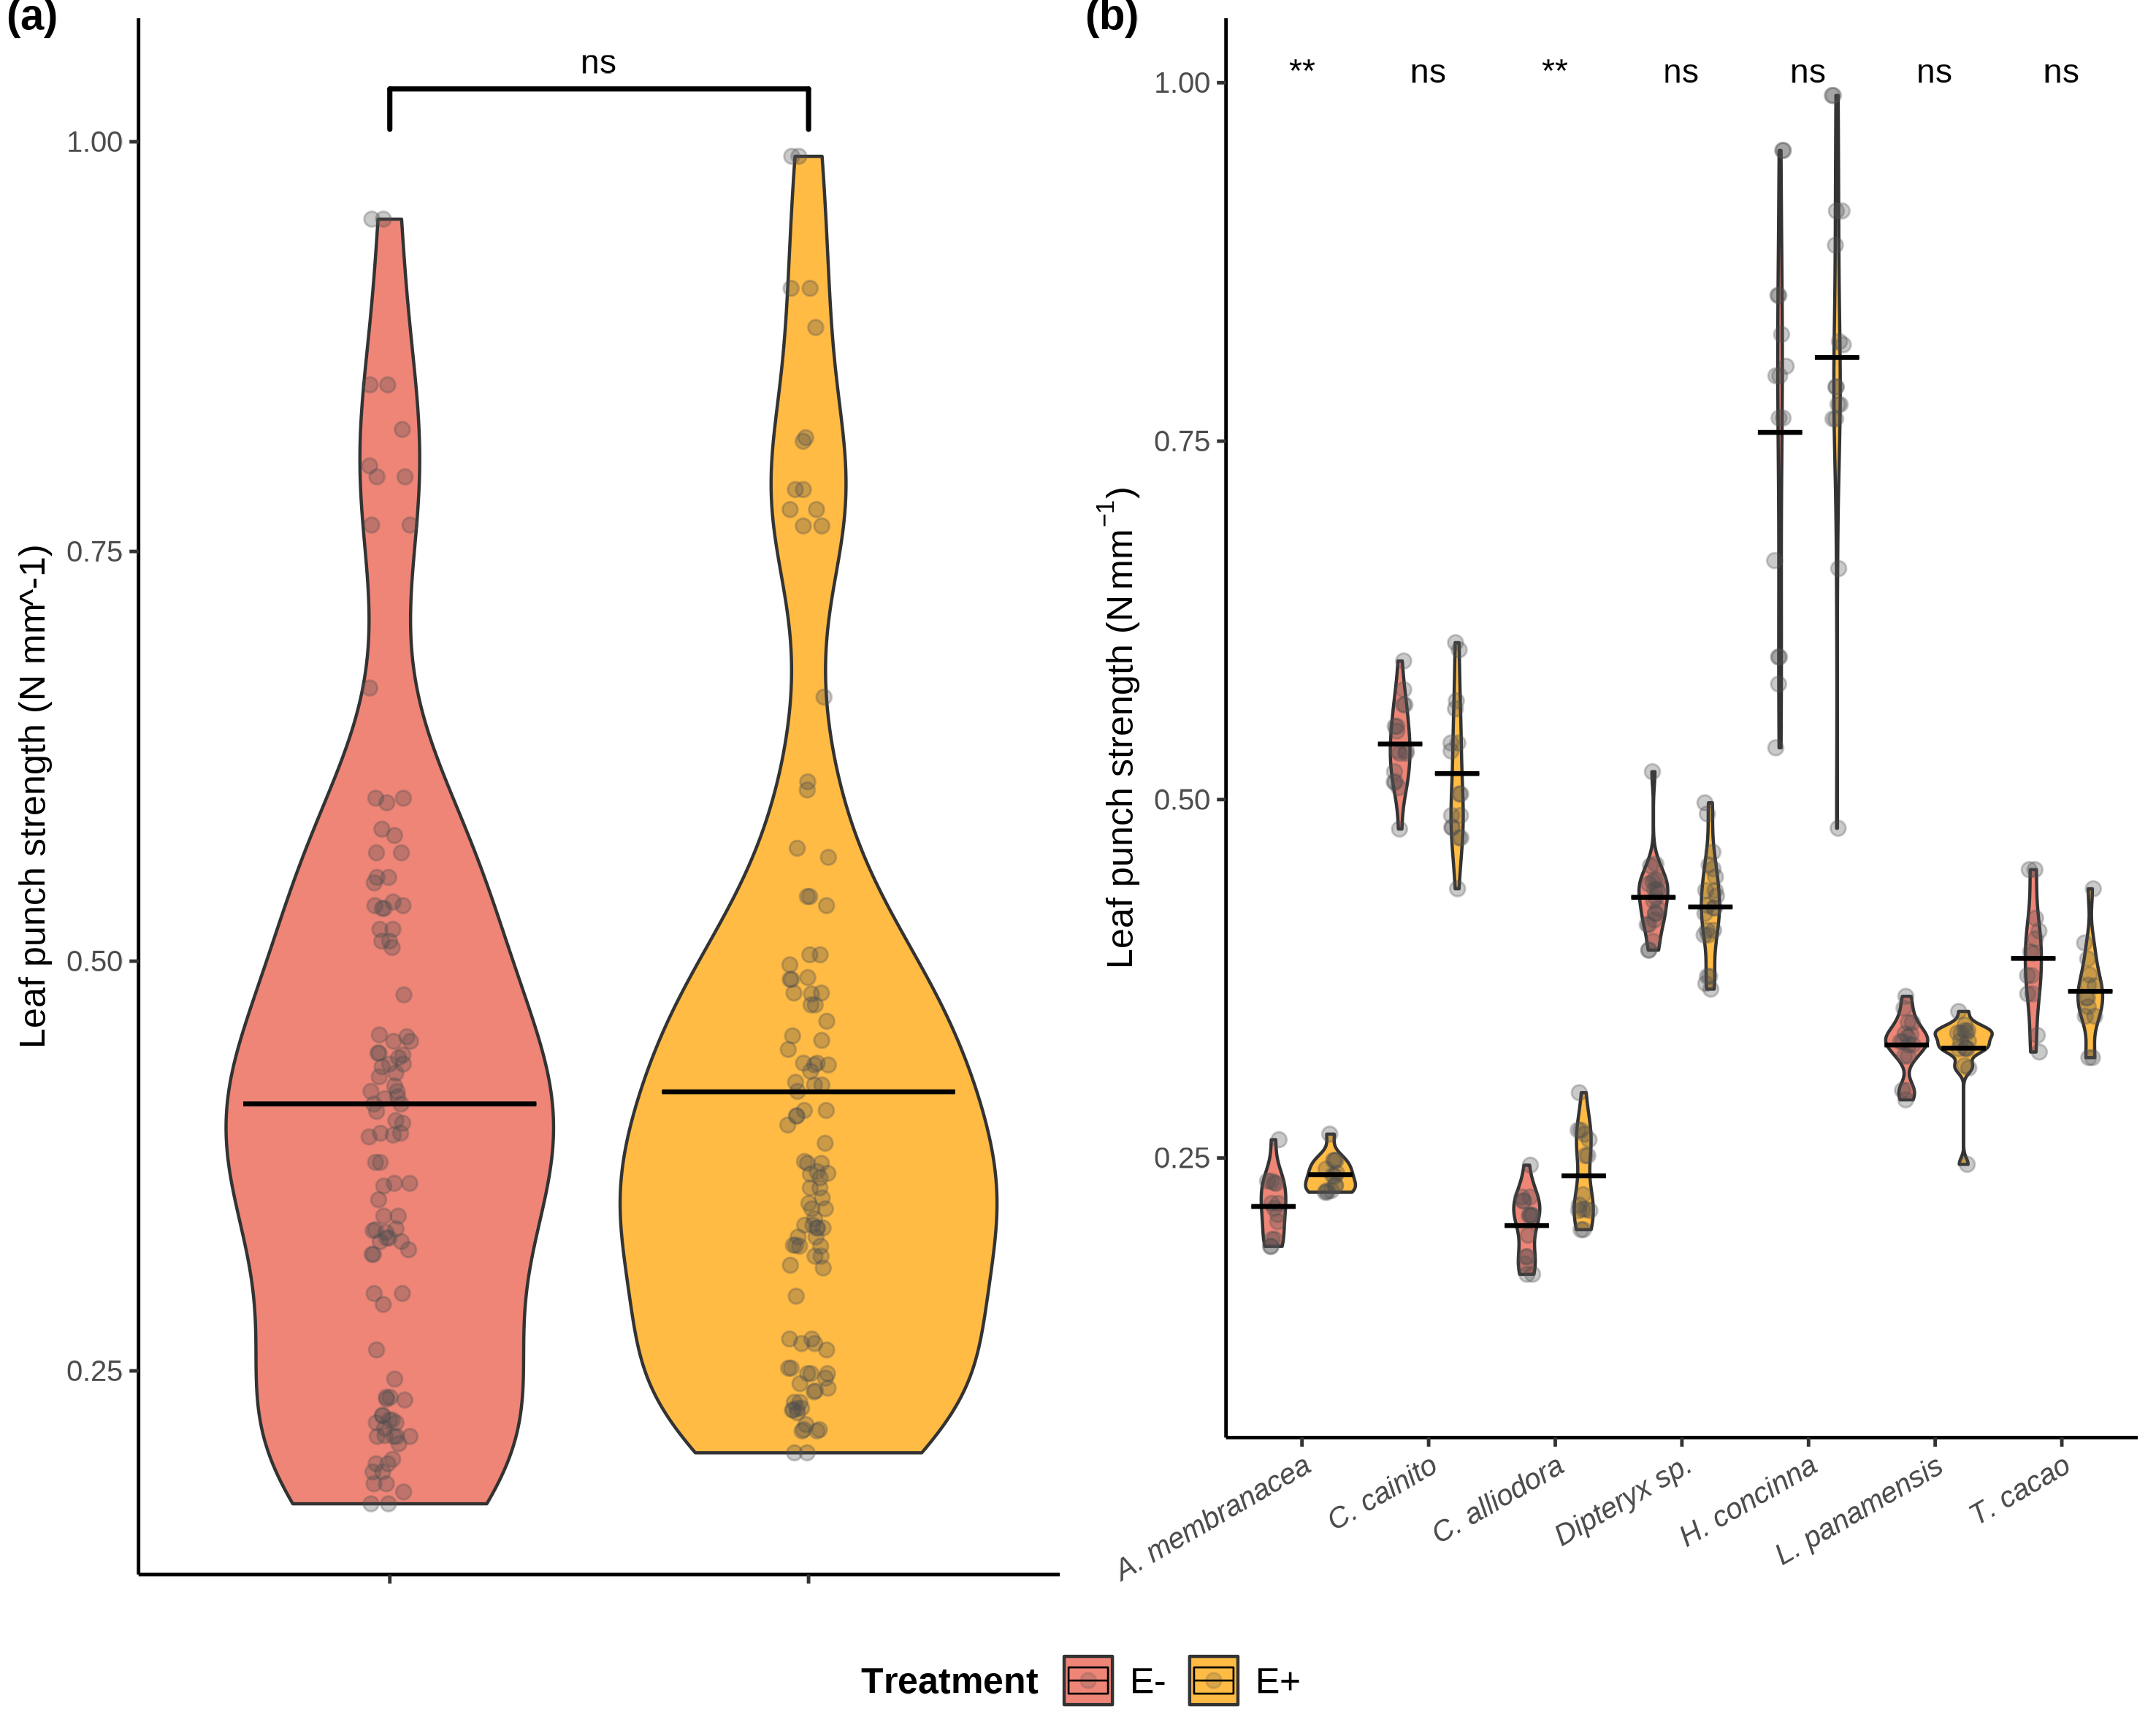 (a)
ns
1.00
0.75
0.50
0.25
Leaf punch strength (N mm^-1)
(b)
** ns ** ns ns ns ns
1.00
0.75
0.50
0.25
Leaf punch strength (N mm⁻¹)
A. membranacea
C. cainito
C. alliodora
Dipteryx sp.
H. concinna
L. panamensis
T. cacao
Treatment E- E+